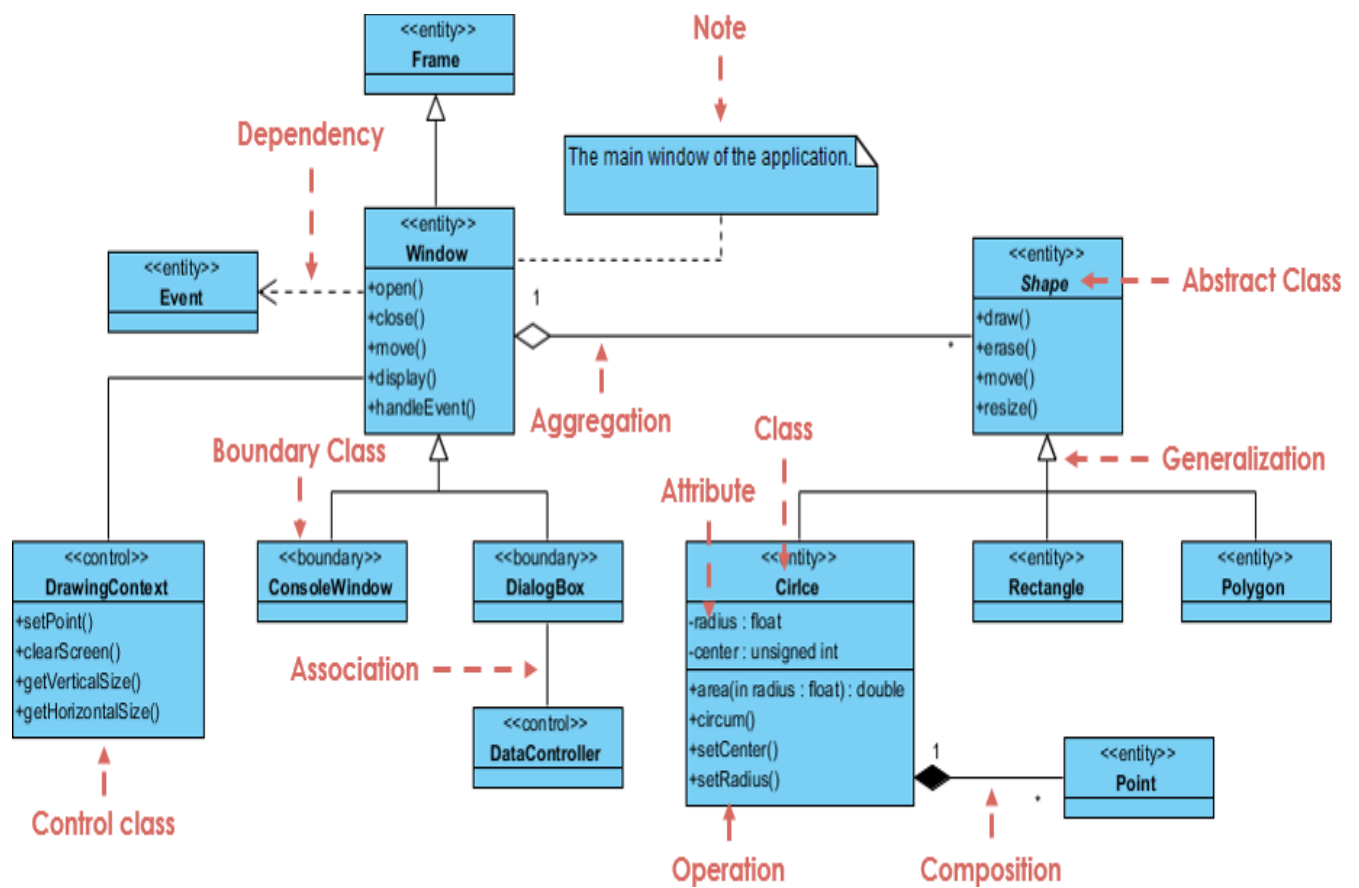 <<entity>>
Frame
Note
Dependency
The main window of the application.
<<entity>>
Window
+open()
+close()
+move()
+display()
+handleEvent()
<<entity>>
Event
1
*
Aggregation
<<entity>>
Shape
+draw()
+erase()
+move()
+resize()
Abstract Class
Generalization
Boundary Class
Class
Attribute
<<control>>
DrawingContext
+setPoint()
+clearScreen()
+getVerticalSize()
+getHorizontalSize()
Control class
<<boundary>>
ConsoleWindow
<<boundary>>
DialogBox
Association
<<control>>
DataController
<<entity>>
Cirlce
-radius : float
-center : unsigned int
+area(in radius : float) : double
+circum()
+setCenter()
+setRadius()
Operation
<<entity>>
Rectangle
<<entity>>
Polygon
1
*
Composition
<<entity>>
Point